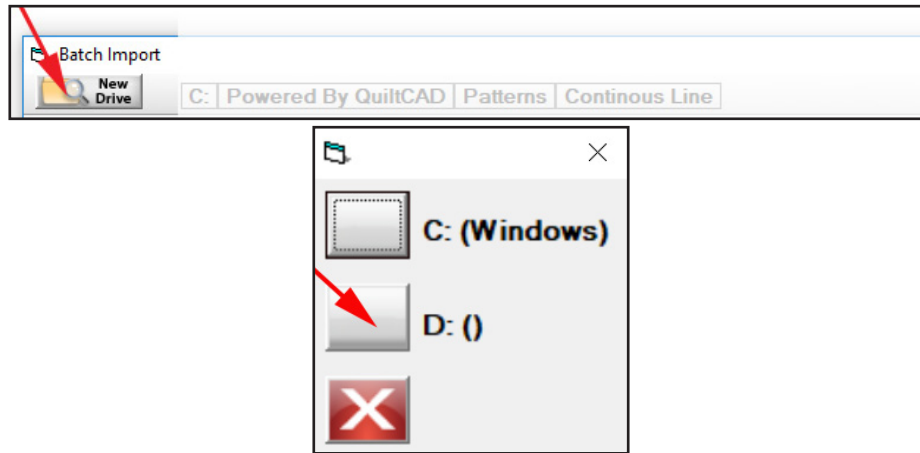 Batch Import
New
Drive
C: Powered By QuiltCAD Patterns Continous Line
C: (Windows)
D: ()